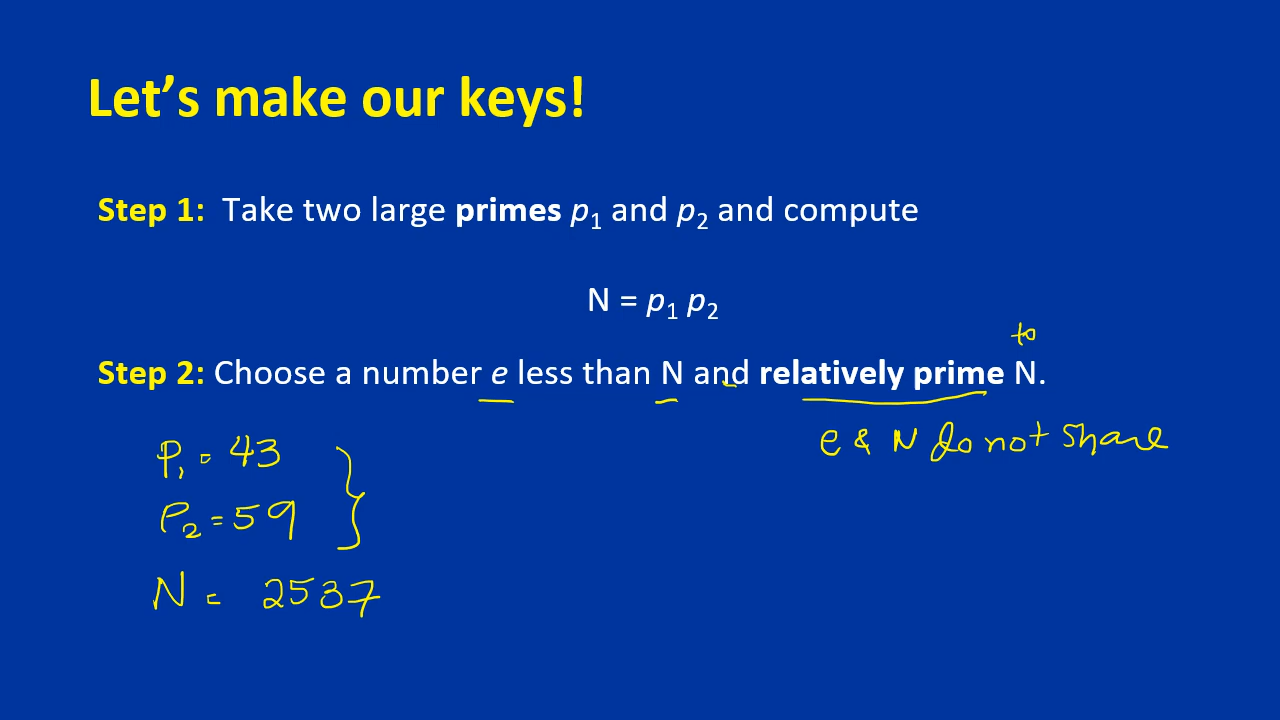 Let's make our keys!
Step 1: Take two large primes p₁ and p₂ and compute
N = p₁ p₂
to
Step 2: Choose a number e less than N and relatively prime N.
e & N do not share
P₁ = 43
P₂ = 59
N = 2537